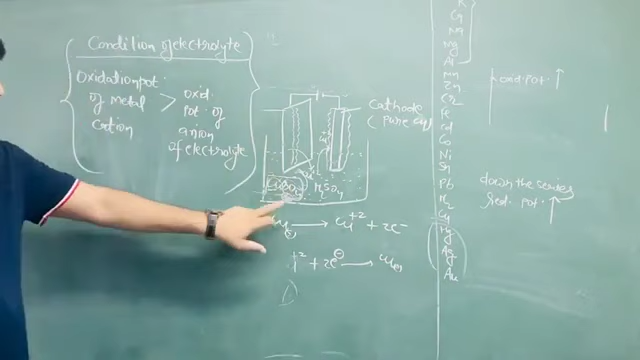 Condition of electrolyte
Oxidation pot.
of metal
cation
>
oxid.
pot. of
anion
of electrolyte
Cathode
(pure Cu)
CuSO4 H2SO4
⟶ Cu+2 + 2e-
+2 + 2e⊖ ⟶ Cu(s)
K
Ca
Na
Mg
Al
Mn
Zn
Cr
Fe
Cd
Co
Ni
Sn
Pb
H2
Cu
Hg
Ag
Au
oxid. pot. ↑
down the series
Red. pot. ↑